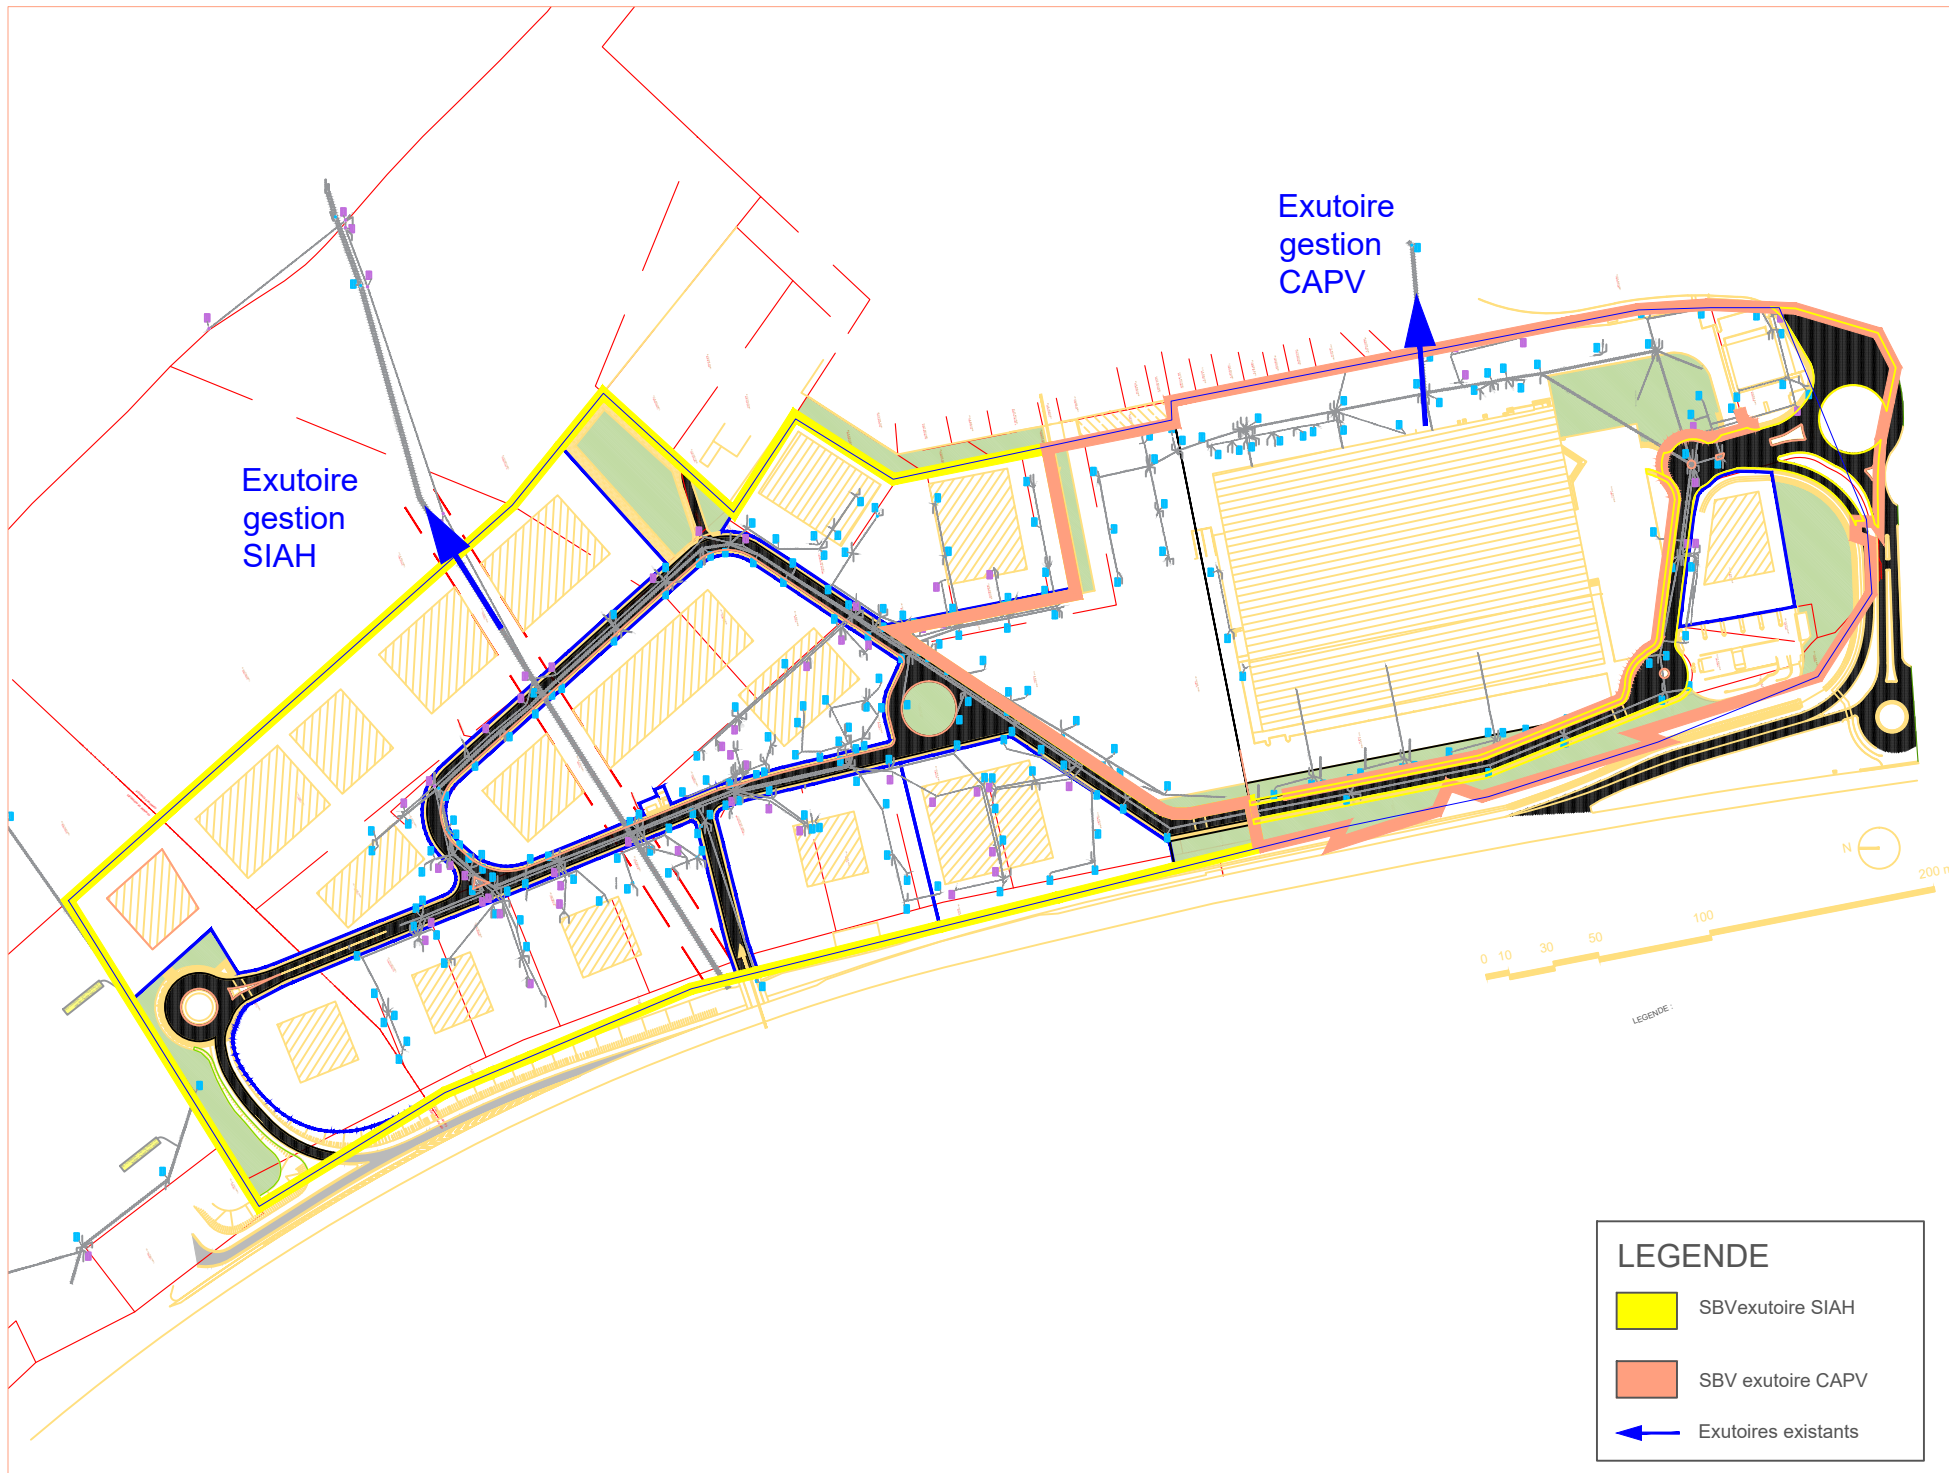 Exutoire
gestion
CAPV
Exutoire
gestion
SIAH
N
0 10 30 50 100 200 m
LEGENDE :
LEGENDE
SBVexutoire SIAH
SBV exutoire CAPV
Exutoires existants